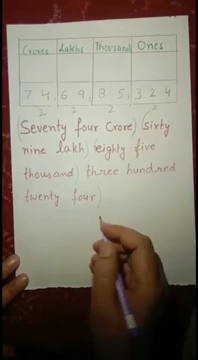 Crores Lakhs Thousand Ones
7 4, 6 9, 8 5, 3 2 4
2 2 2 3
(Seventy four Crore) (sixty
nine lakh) (eighty five
thousand) three hundred
twenty four)